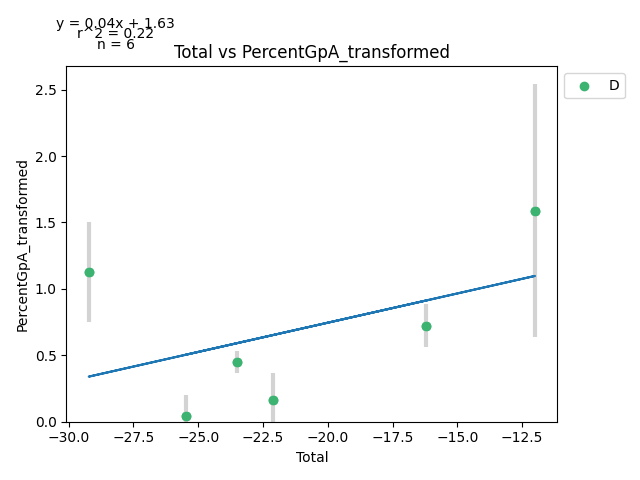 y = 0.04x + 1.63
r^2 = 0.22
n = 6
Total vs PercentGpA_transformed
D
PercentGpA_transformed
2.5
2.0
1.5
1.0
0.5
0.0
−30.0 −27.5 −25.0 −22.5 −20.0 −17.5 −15.0 −12.5
Total